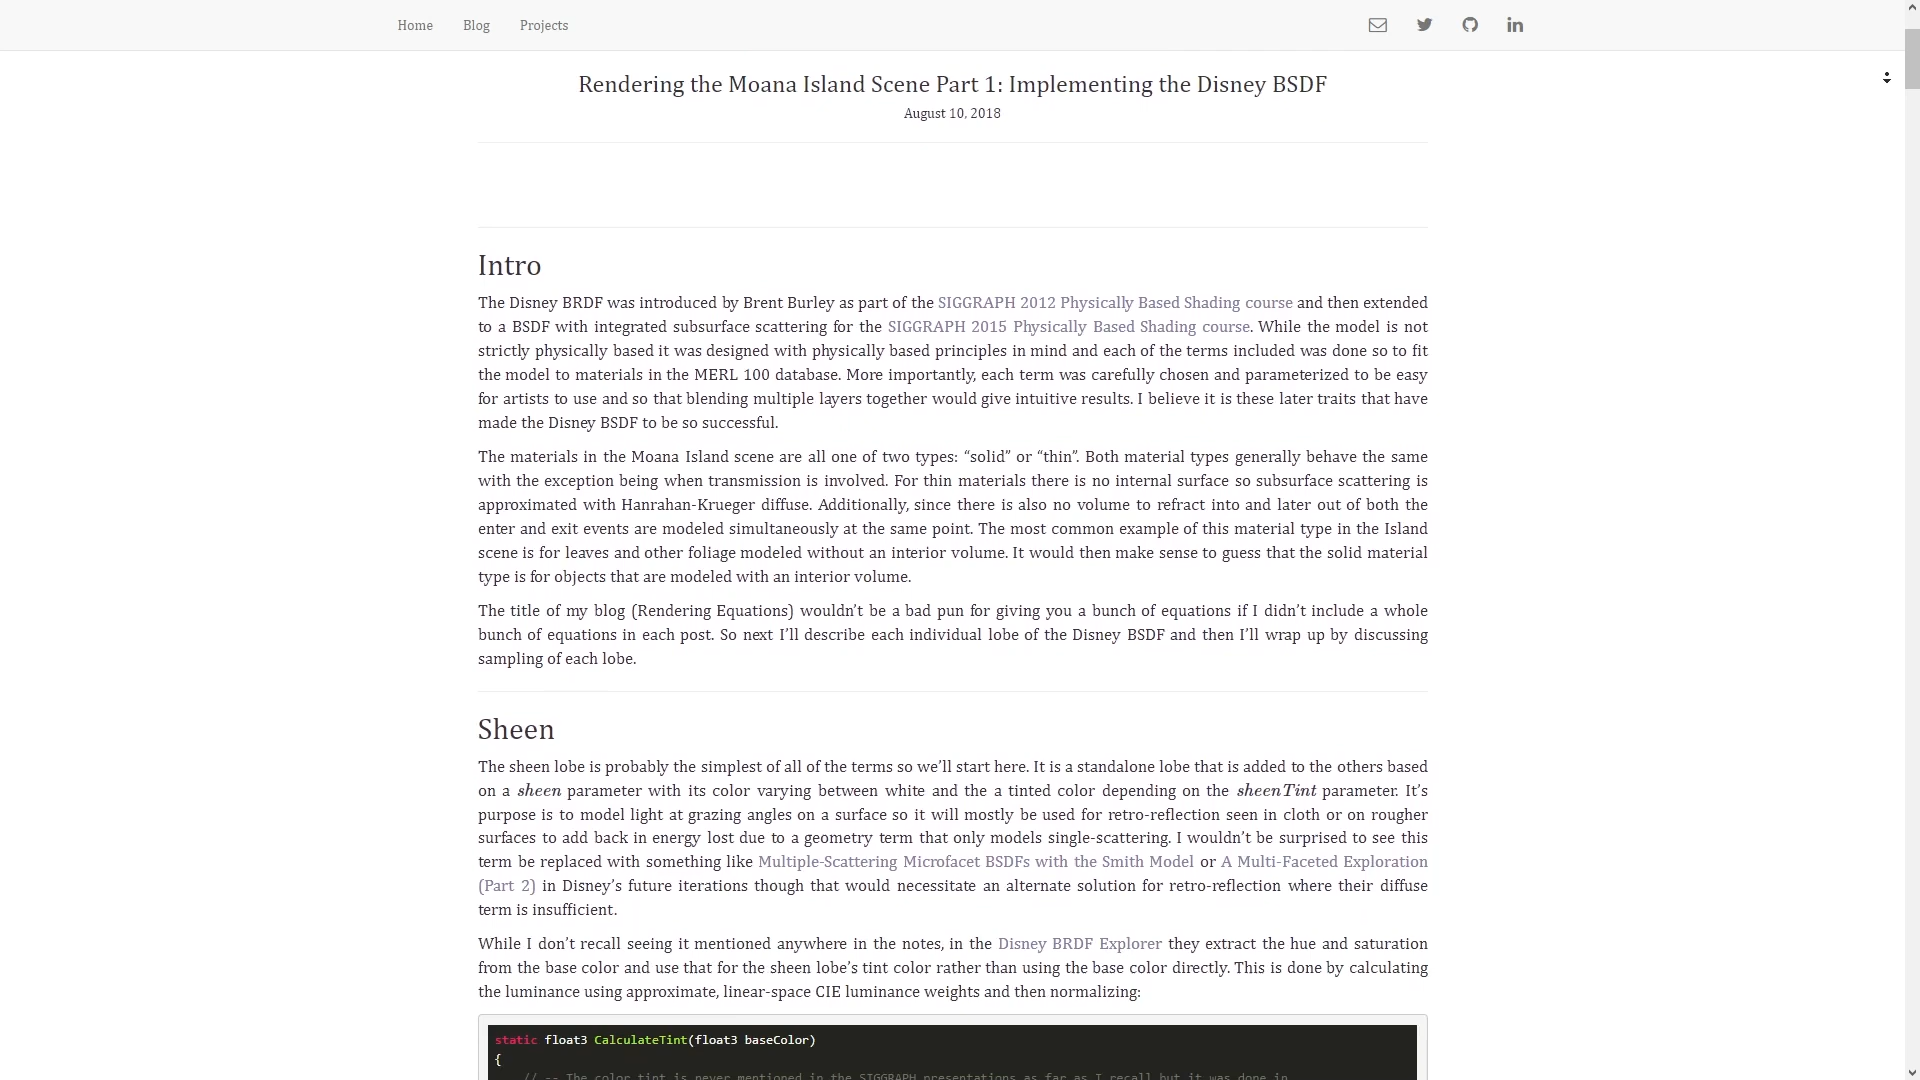 Home Blog Projects
Rendering the Moana Island Scene Part 1: Implementing the Disney BSDF
August 10, 2018
Intro
The Disney BRDF was introduced by Brent Burley as part of the SIGGRAPH 2012 Physically Based Shading course and then extended
to a BSDF with integrated subsurface scattering for the SIGGRAPH 2015 Physically Based Shading course. While the model is not
strictly physically based it was designed with physically based principles in mind and each of the terms included was done so to fit
the model to materials in the MERL 100 database. More importantly, each term was carefully chosen and parameterized to be easy
for artists to use and so that blending multiple layers together would give intuitive results. I believe it is these later traits that have
made the Disney BSDF to be so successful.
The materials in the Moana Island scene are all one of two types: “solid” or “thin”. Both material types generally behave the same
with the exception being when transmission is involved. For thin materials there is no internal surface so subsurface scattering is
approximated with Hanrahan-Krueger diffuse. Additionally, since there is also no volume to refract into and later out of both the
enter and exit events are modeled simultaneously at the same point. The most common example of this material type in the Island
scene is for leaves and other foliage modeled without an interior volume. It would then make sense to guess that the solid material
type is for objects that are modeled with an interior volume.
The title of my blog (Rendering Equations) wouldn’t be a bad pun for giving you a bunch of equations if I didn’t include a whole
bunch of equations in each post. So next I’ll describe each individual lobe of the Disney BSDF and then I’ll wrap up by discussing
sampling of each lobe.
Sheen
The sheen lobe is probably the simplest of all of the terms so we’ll start here. It is a standalone lobe that is added to the others based
on a sheen parameter with its color varying between white and the a tinted color depending on the sheenTint parameter. It’s
purpose is to model light at grazing angles on a surface so it will mostly be used for retro-reflection seen in cloth or on rougher
surfaces to add back in energy lost due to a geometry term that only models single-scattering. I wouldn’t be surprised to see this
term be replaced with something like Multiple-Scattering Microfacet BSDFs with the Smith Model or A Multi-Faceted Exploration
(Part 2) in Disney’s future iterations though that would necessitate an alternate solution for retro-reflection where their diffuse
term is insufficient.
While I don’t recall seeing it mentioned anywhere in the notes, in the Disney BRDF Explorer they extract the hue and saturation
from the base color and use that for the sheen lobe’s tint color rather than using the base color directly. This is done by calculating
the luminance using approximate, linear-space CIE luminance weights and then normalizing:
static float3 CalculateTint(float3 baseColor)
{
// -- The color tint is never mentioned in the SIGGRAPH presentations as far as I recall but it was done in